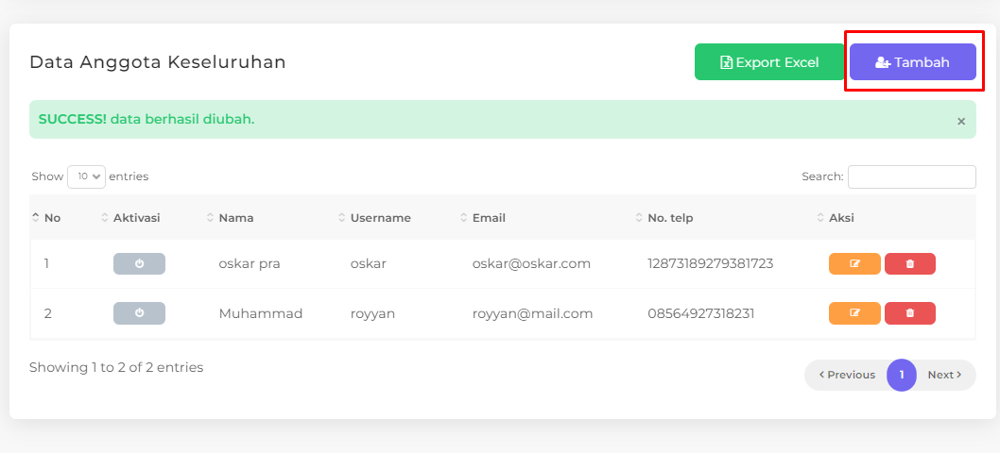 Data Anggota Keseluruhan
Export Excel
Tambah
SUCCESS! data berhasil diubah.
×
Show 10 entries
Search:
No Aktivasi Nama Username Email No. telp Aksi
1 oskar pra oskar oskar@oskar.com 12873189279381723
2 Muhammad royyan royyan@mail.com 08564927318231
Showing 1 to 2 of 2 entries
Previous 1 Next